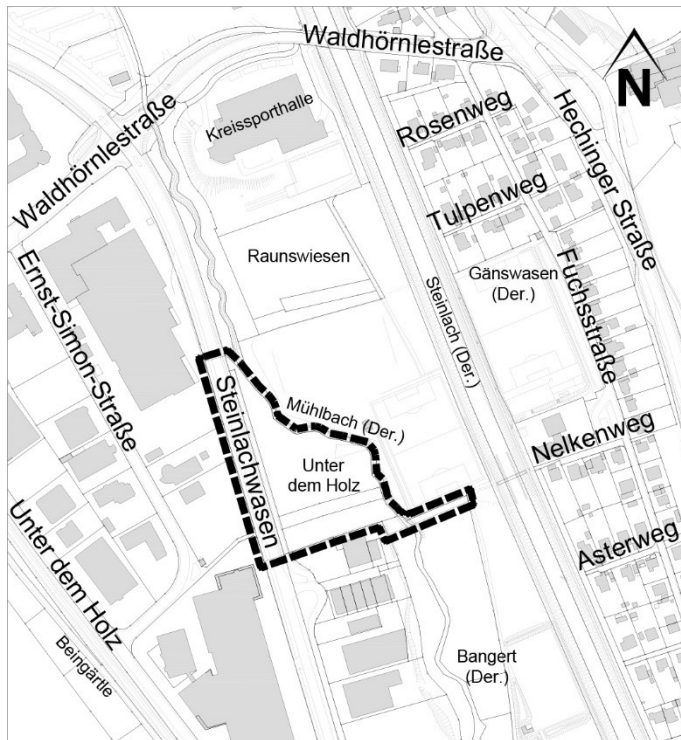 Waldhörnlestraße
N
Kreissporthalle
Rosenweg
Waldhörnlestraße
Hechinger Straße
Tulpenweg
Raunswiesen
Gänswasen
(Der.)
Ernst-Simon-Straße
Steinlach (Der.)
Fuchsstraße
Steinlachwasen
Mühlbach (Der.)
Nelkenweg
Unter
dem Holz
Unter dem Holz
Asterweg
Beingärtle
Bangert
(Der.)